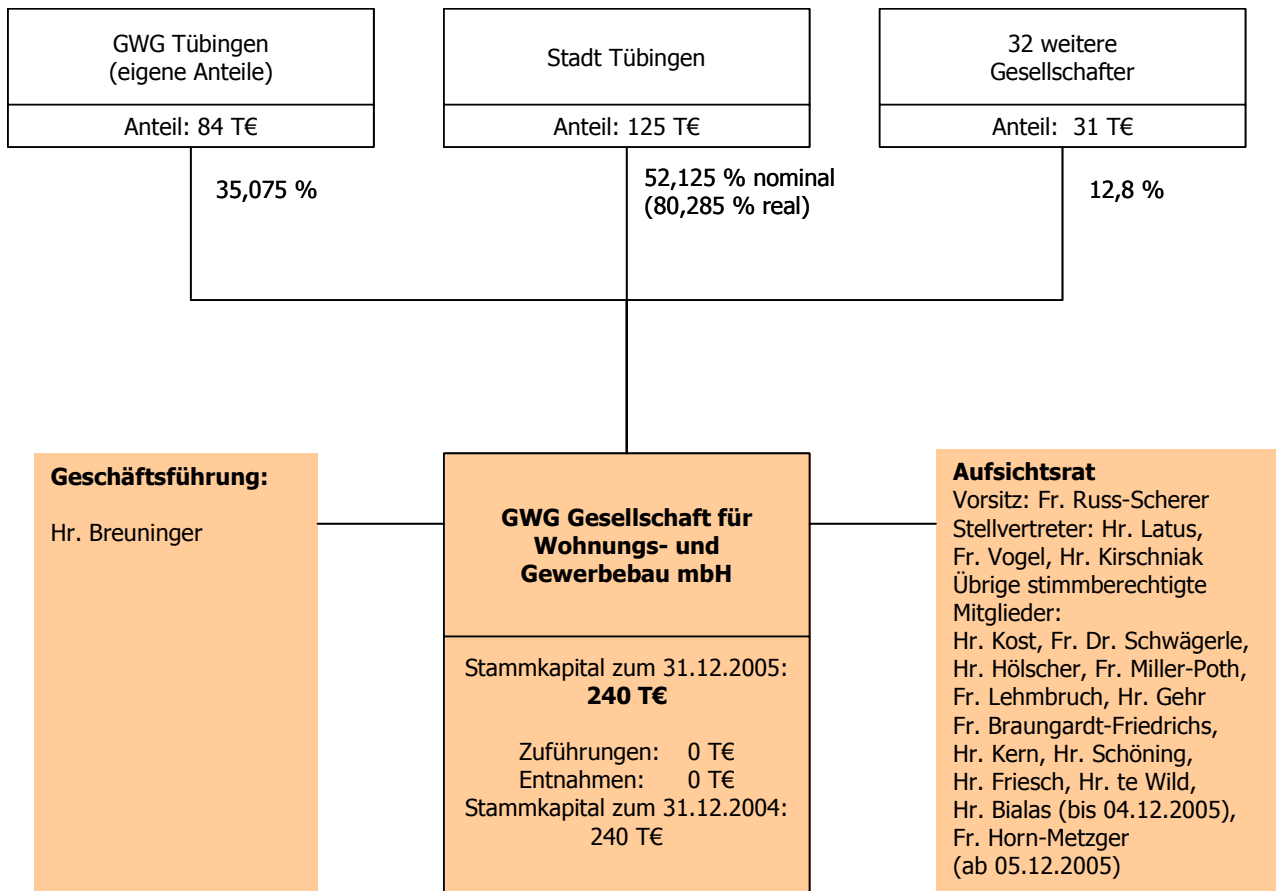 GWG Tübingen
(eigene Anteile)
Anteil: 84 T€
Stadt Tübingen
Anteil: 125 T€
32 weitere
Gesellschafter
Anteil: 31 T€
35,075 %
52,125 % nominal
(80,285 % real)
12,8 %
Geschäftsführung:
Hr. Breuninger
GWG Gesellschaft für
Wohnungs- und
Gewerbebau mbH
Stammkapital zum 31.12.2005:
240 T€
Zuführungen: 0 T€
Entnahmen: 0 T€
Stammkapital zum 31.12.2004:
240 T€
Aufsichtsrat
Vorsitz: Fr. Russ-Scherer
Stellvertreter: Hr. Latus,
Fr. Vogel, Hr. Kirschniak
Übrige stimmberechtigte
Mitglieder:
Hr. Kost, Fr. Dr. Schwägerle,
Hr. Hölscher, Fr. Miller-Poth,
Fr. Lehmbruch, Hr. Gehr
Fr. Braungardt-Friedrichs,
Hr. Kern, Hr. Schöning,
Hr. Friesch, Hr. te Wild,
Hr. Bialas (bis 04.12.2005),
Fr. Horn-Metzger
(ab 05.12.2005)